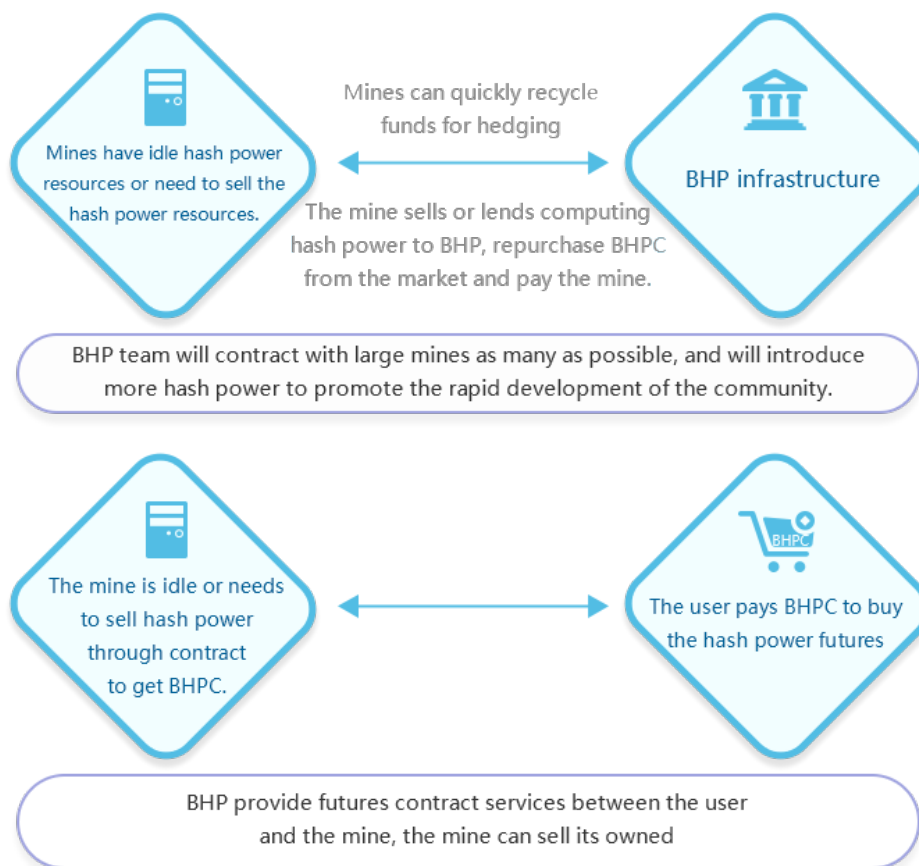 Mines have idle hash power
resources or need to sell the
hash power resources.
Mines can quickly recycle
funds for hedging
The mine sells or lends computing
hash power to BHP, repurchase BHPC
from the market and pay the mine.
BHP infrastructure
BHP team will contract with large mines as many as possible, and will introduce
more hash power to promote the rapid development of the community.
The mine is idle or needs
to sell hash power
through contract
to get BHPC.
BHPC
The user pays BHPC to buy
the hash power futures
BHP provide futures contract services between the user
and the mine, the mine can sell its owned